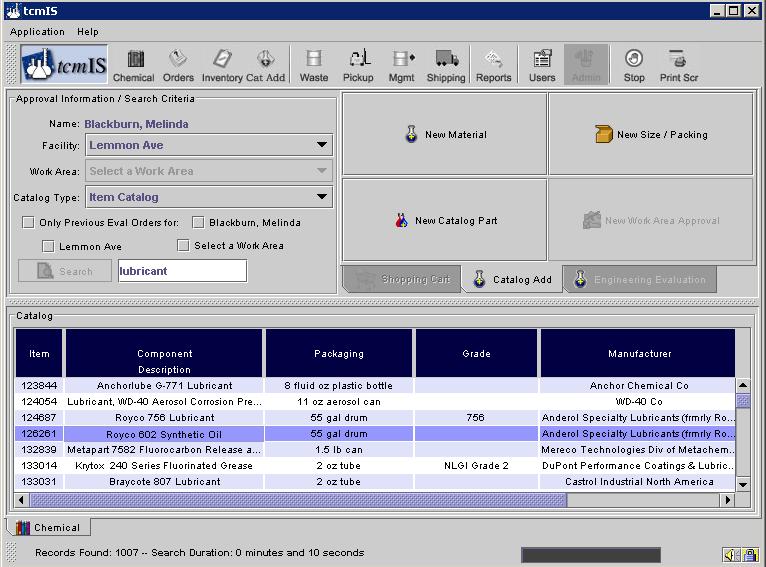 tcmIS
Application Help
tcmIS Chemical Orders Inventory Cat Add Waste Pickup Mgmt Shipping Reports Users Admin Stop Print Scr
Approval Information / Search Criteria
Name: Blackburn, Melinda
Facility: Lemmon Ave
Work Area: Select a Work Area
Catalog Type: Item Catalog
Only Previous Eval Orders for: Blackburn, Melinda
Lemmon Ave Select a Work Area
Search lubricant
New Material New Size / Packing
New Catalog Part New Work Area Approval
Shopping Cart Catalog Add Engineering Evaluation
Catalog
Item Component Description Packaging Grade Manufacturer
123844 Anchorlube G-771 Lubricant 8 fluid oz plastic bottle Anchor Chemical Co
124054 Lubricant, WD-40 Aerosol Corrosion Pre... 11 oz aerosol can WD-40 Co
124687 Royco 756 Lubricant 55 gal drum 756 Anderol Specialty Lubricants (frmrly Ro...
126261 Royco 602 Synthetic Oil 55 gal drum Anderol Specialty Lubricants (frmrly Ro...
132839 Metapart 7582 Fluorocarbon Release a... 1.5 lb can Mereco Technologies Div of Metachem...
133014 Krytox 240 Series Fluorinated Grease 2 oz tube NLGI Grade 2 DuPont Performance Coatings & Lubric...
133031 Braycote 807 Lubricant 2 oz tube Castrol Industrial North America
Chemical
Records Found: 1007 -- Search Duration: 0 minutes and 10 seconds